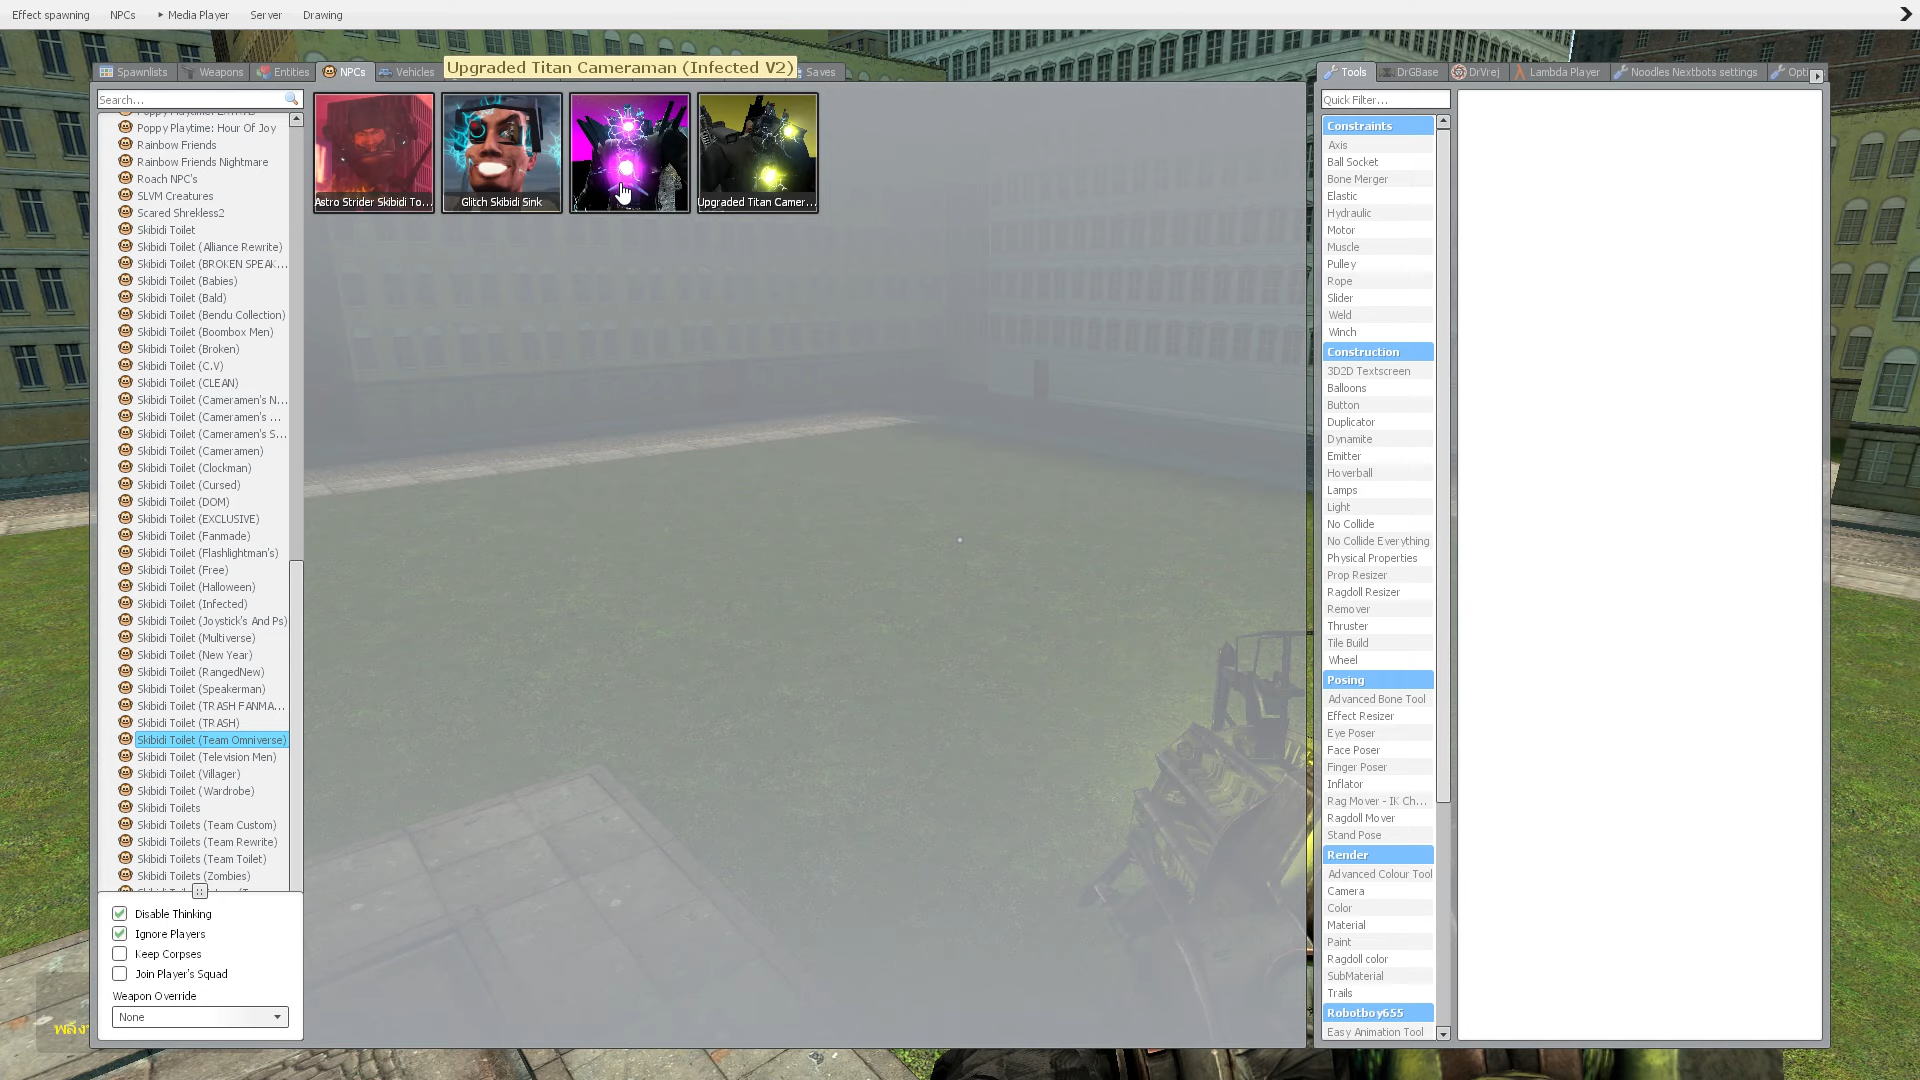 Effect spawning
NPCs
Media Player
Server
Drawing
Spawnlists
Weapons
Entities
NPCs
Vehicles
Upgraded Titan Cameraman (Infected V2)
Saves
Tools
DrGBase
DrVrej
Lambda Player
Noodles Nextbots settings
Search...
Poppy Playtime: Hour Of Joy
Rainbow Friends
Rainbow Friends Nightmare
Roach NPC's
SLVM Creatures
Scared Shrekless2
Skibidi Toilet
Skibidi Toilet (Alliance Rewrite)
Skibidi Toilet (BROKEN SPEAK...
Skibidi Toilet (Babies)
Skibidi Toilet (Bald)
Skibidi Toilet (Bendu Collection)
Skibidi Toilet (Boombox Men)
Skibidi Toilet (Broken)
Skibidi Toilet (C.V)
Skibidi Toilet (CLEAN)
Skibidi Toilet (Cameramen's N...
Skibidi Toilet (Cameramen's ...
Skibidi Toilet (Cameramen's S...
Skibidi Toilet (Cameramen)
Skibidi Toilet (Clockman)
Skibidi Toilet (Cursed)
Skibidi Toilet (DOM)
Skibidi Toilet (EXCLUSIVE)
Skibidi Toilet (Fanmade)
Skibidi Toilet (Flashlightman's)
Skibidi Toilet (Free)
Skibidi Toilet (Halloween)
Skibidi Toilet (Infected)
Skibidi Toilet (Joystick's And Ps)
Skibidi Toilet (Multiverse)
Skibidi Toilet (New Year)
Skibidi Toilet (RangedNew)
Skibidi Toilet (Speakerman)
Skibidi Toilet (TRASH FANMA...
Skibidi Toilet (TRASH)
Skibidi Toilet (Team Omniverse)
Skibidi Toilet (Television Men)
Skibidi Toilet (Villager)
Skibidi Toilet (Wardrobe)
Skibidi Toilets
Skibidi Toilets (Team Custom)
Skibidi Toilets (Team Rewrite)
Skibidi Toilets (Team Toilet)
Skibidi Toilets (Zombies)
Disable Thinking
Ignore Players
Keep Corpses
Join Player's Squad
Weapon Override
None
Astro Strider Skibidi To...
Glitch Skibidi Sink
Upgraded Titan Camer...
Quick Filter...
Constraints
Axis
Ball Socket
Bone Merger
Elastic
Hydraulic
Motor
Muscle
Pulley
Rope
Slider
Weld
Winch
Construction
3D2D Textscreen
Balloons
Button
Duplicator
Dynamite
Emitter
Hoverball
Lamps
Light
No Collide
No Collide Everything
Physical Properties
Prop Resizer
Ragdoll Resizer
Remover
Thruster
Tile Build
Wheel
Posing
Advanced Bone Tool
Effect Resizer
Eye Poser
Face Poser
Finger Poser
Inflator
Rag Mover - IK Ch...
Ragdoll Mover
Stand Pose
Render
Advanced Colour Tool
Camera
Color
Material
Paint
Ragdoll color
SubMaterial
Trails
Robotboy655
Easy Animation Tool